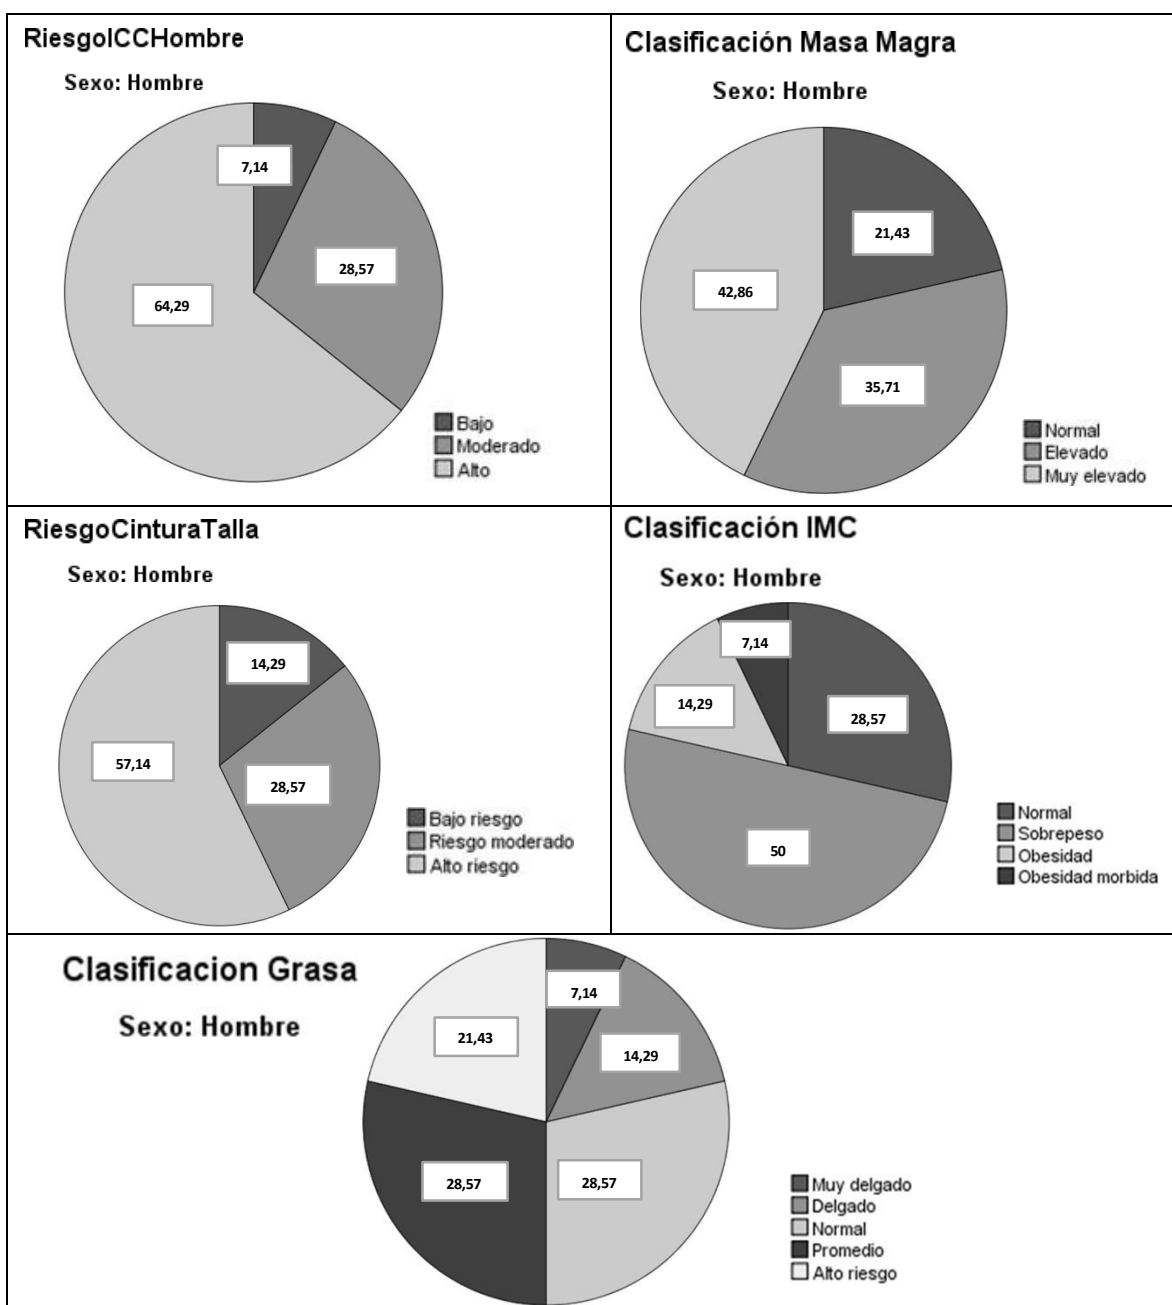 RiesgoICCHombre
Sexo: Hombre
7,14
28,57
64,29
Bajo
Moderado
Alto
Clasificación Masa Magra
Sexo: Hombre
21,43
42,86
35,71
Normal
Elevado
Muy elevado
RiesgoCinturaTalla
Sexo: Hombre
14,29
57,14
28,57
Bajo riesgo
Riesgo moderado
Alto riesgo
Clasificación IMC
Sexo: Hombre
7,14
14,29
28,57
50
Normal
Sobrepeso
Obesidad
Obesidad morbida
Clasificacion Grasa
Sexo: Hombre
7,14
21,43
14,29
28,57
28,57
Muy delgado
Delgado
Normal
Promedio
Alto riesgo